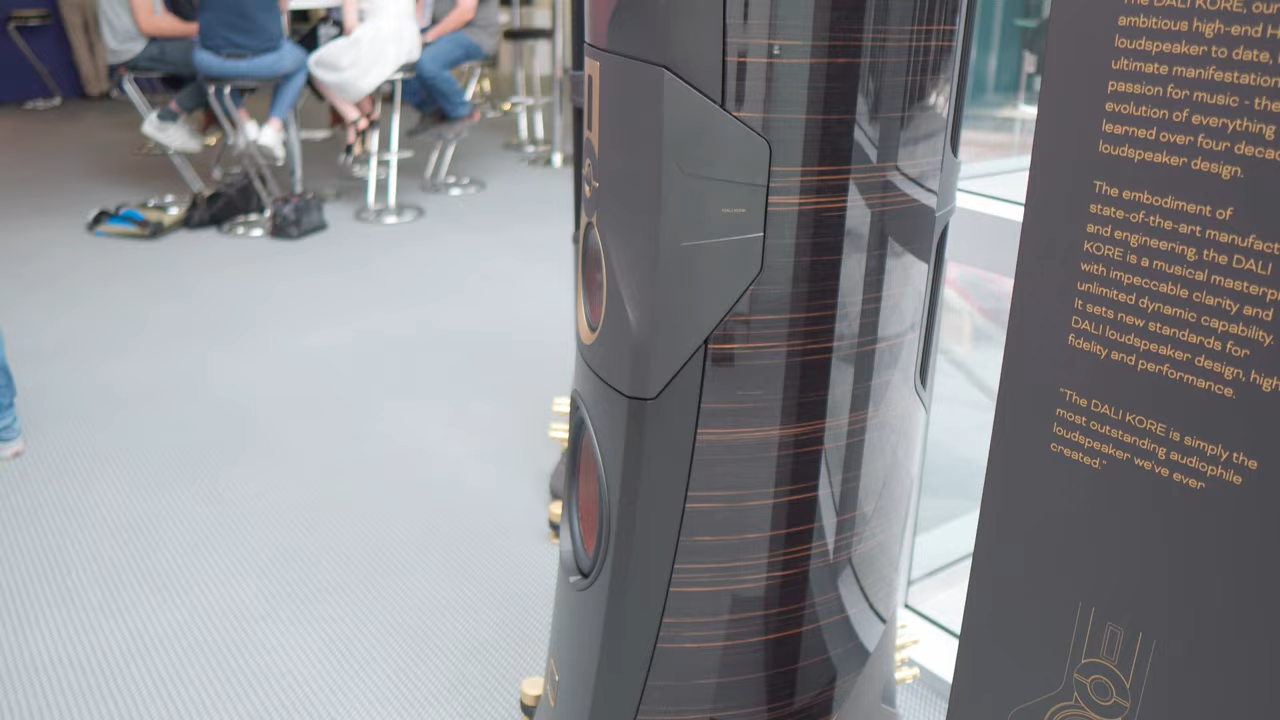 DALI KORE
The DALI KORE, our
ambitious high-end H
loudspeaker to date,
ultimate manifestation
passion for music - the
evolution of everything
learned over four decad
loudspeaker design.
The embodiment of
state-of-the-art manufact
and engineering, the DALI
KORE is a musical masterp
with impeccable clarity and
unlimited dynamic capability.
It sets new standards for
DALI loudspeaker design, high
fidelity and performance.
"The DALI KORE is simply the
most outstanding audiophile
loudspeaker we've ever
created."